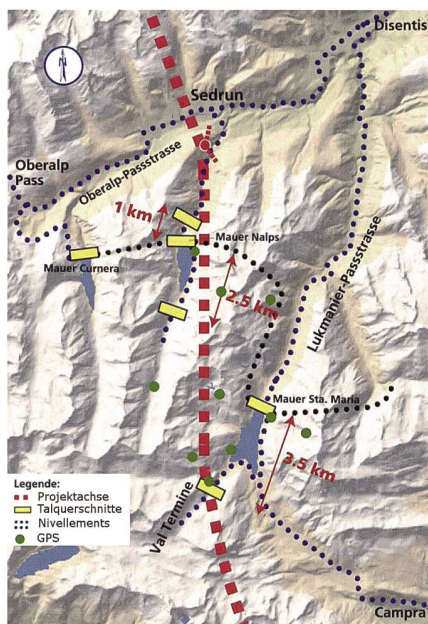 Disentis
N
Sedrun
Oberalp
Pass
Oberalp-Passstrasse
1 km
Mauer Nalps
Mauer Curnera
2.5 km
Lukmanier-Passstrasse
Mauer Sta. Maria
3.5 km
Val Termine
Legende:
Projektachse
Talquerschnitte
Nivellements
GPS
Campra